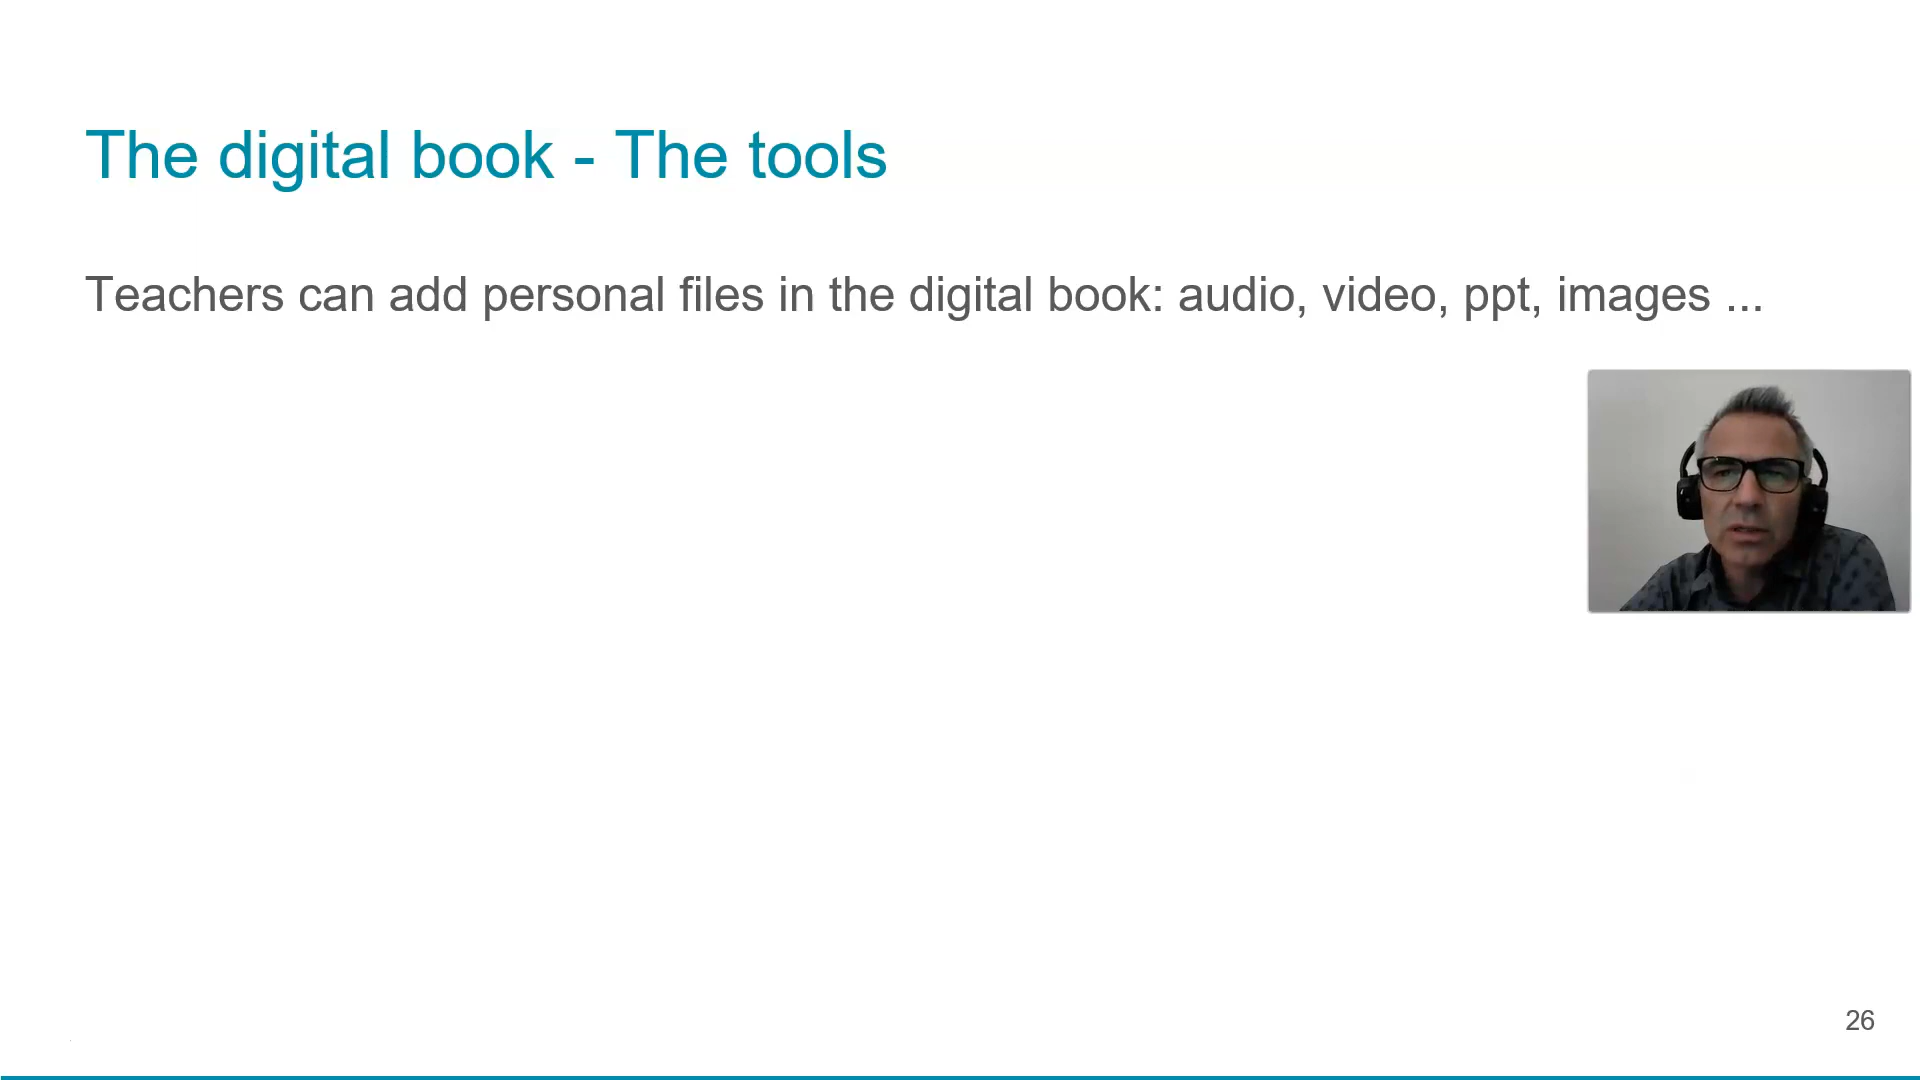 The digital book - The tools
Teachers can add personal files in the digital book: audio, video, ppt, images ...
26